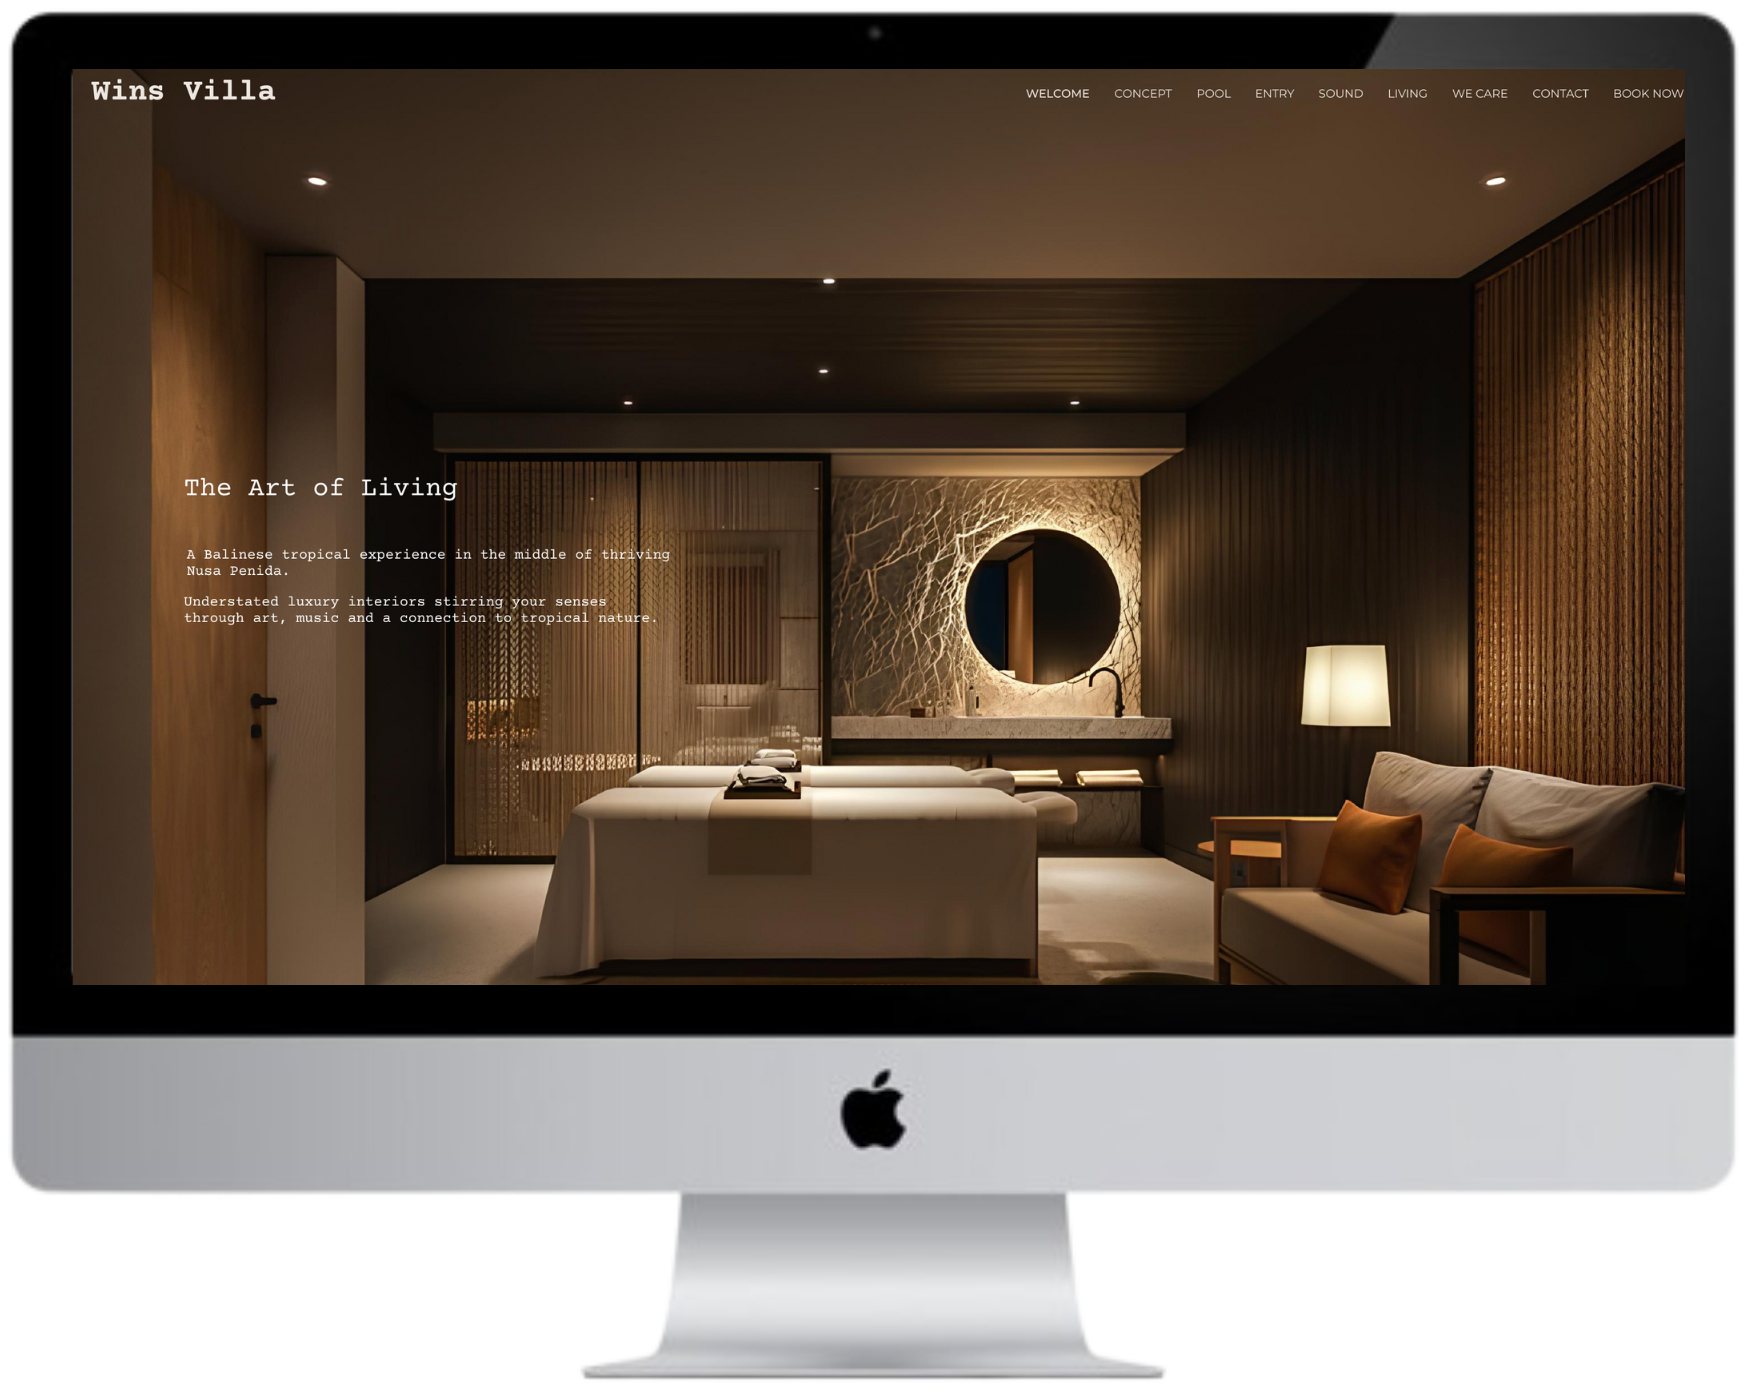 Wins Villa
WELCOME CONCEPT POOL ENTRY SOUND LIVING WE CARE CONTACT BOOK NOW
The Art of Living
A Balinese tropical experience in the middle of thriving
Nusa Penida.
Understated luxury interiors stirring your senses
through art, music and a connection to tropical nature.